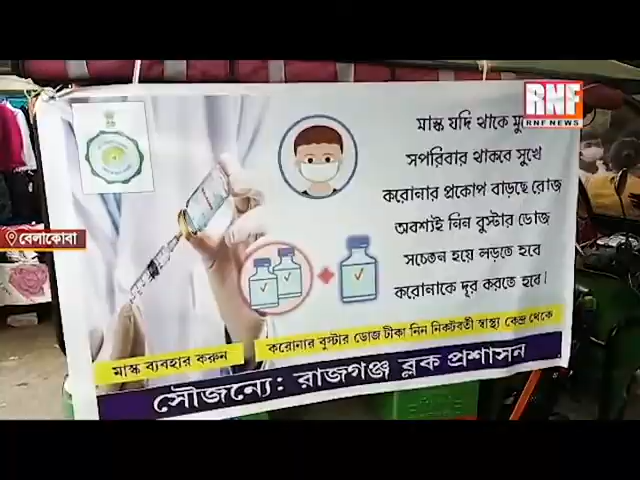 RNF
RNF NEWS
মাস্ক যদি থাকে
সপরিবার থাকবে সুখে
করোনার প্রকোপ বাড়ছে রোজ
অবশ্যই নিন বুস্টার ডোজ
সচেতন হয়ে লড়তে হবে
করোনাকে দূর করতে হবে।
বেলাকোবা
মাস্ক ব্যবহার করুন
করোনার বুস্টার ডোজ টীকা নিন নিকটবর্তী স্বাস্থ্য কেন্দ্র থেকে
সৌজন্যে: রাজগঞ্জ ব্লক প্রশাসন